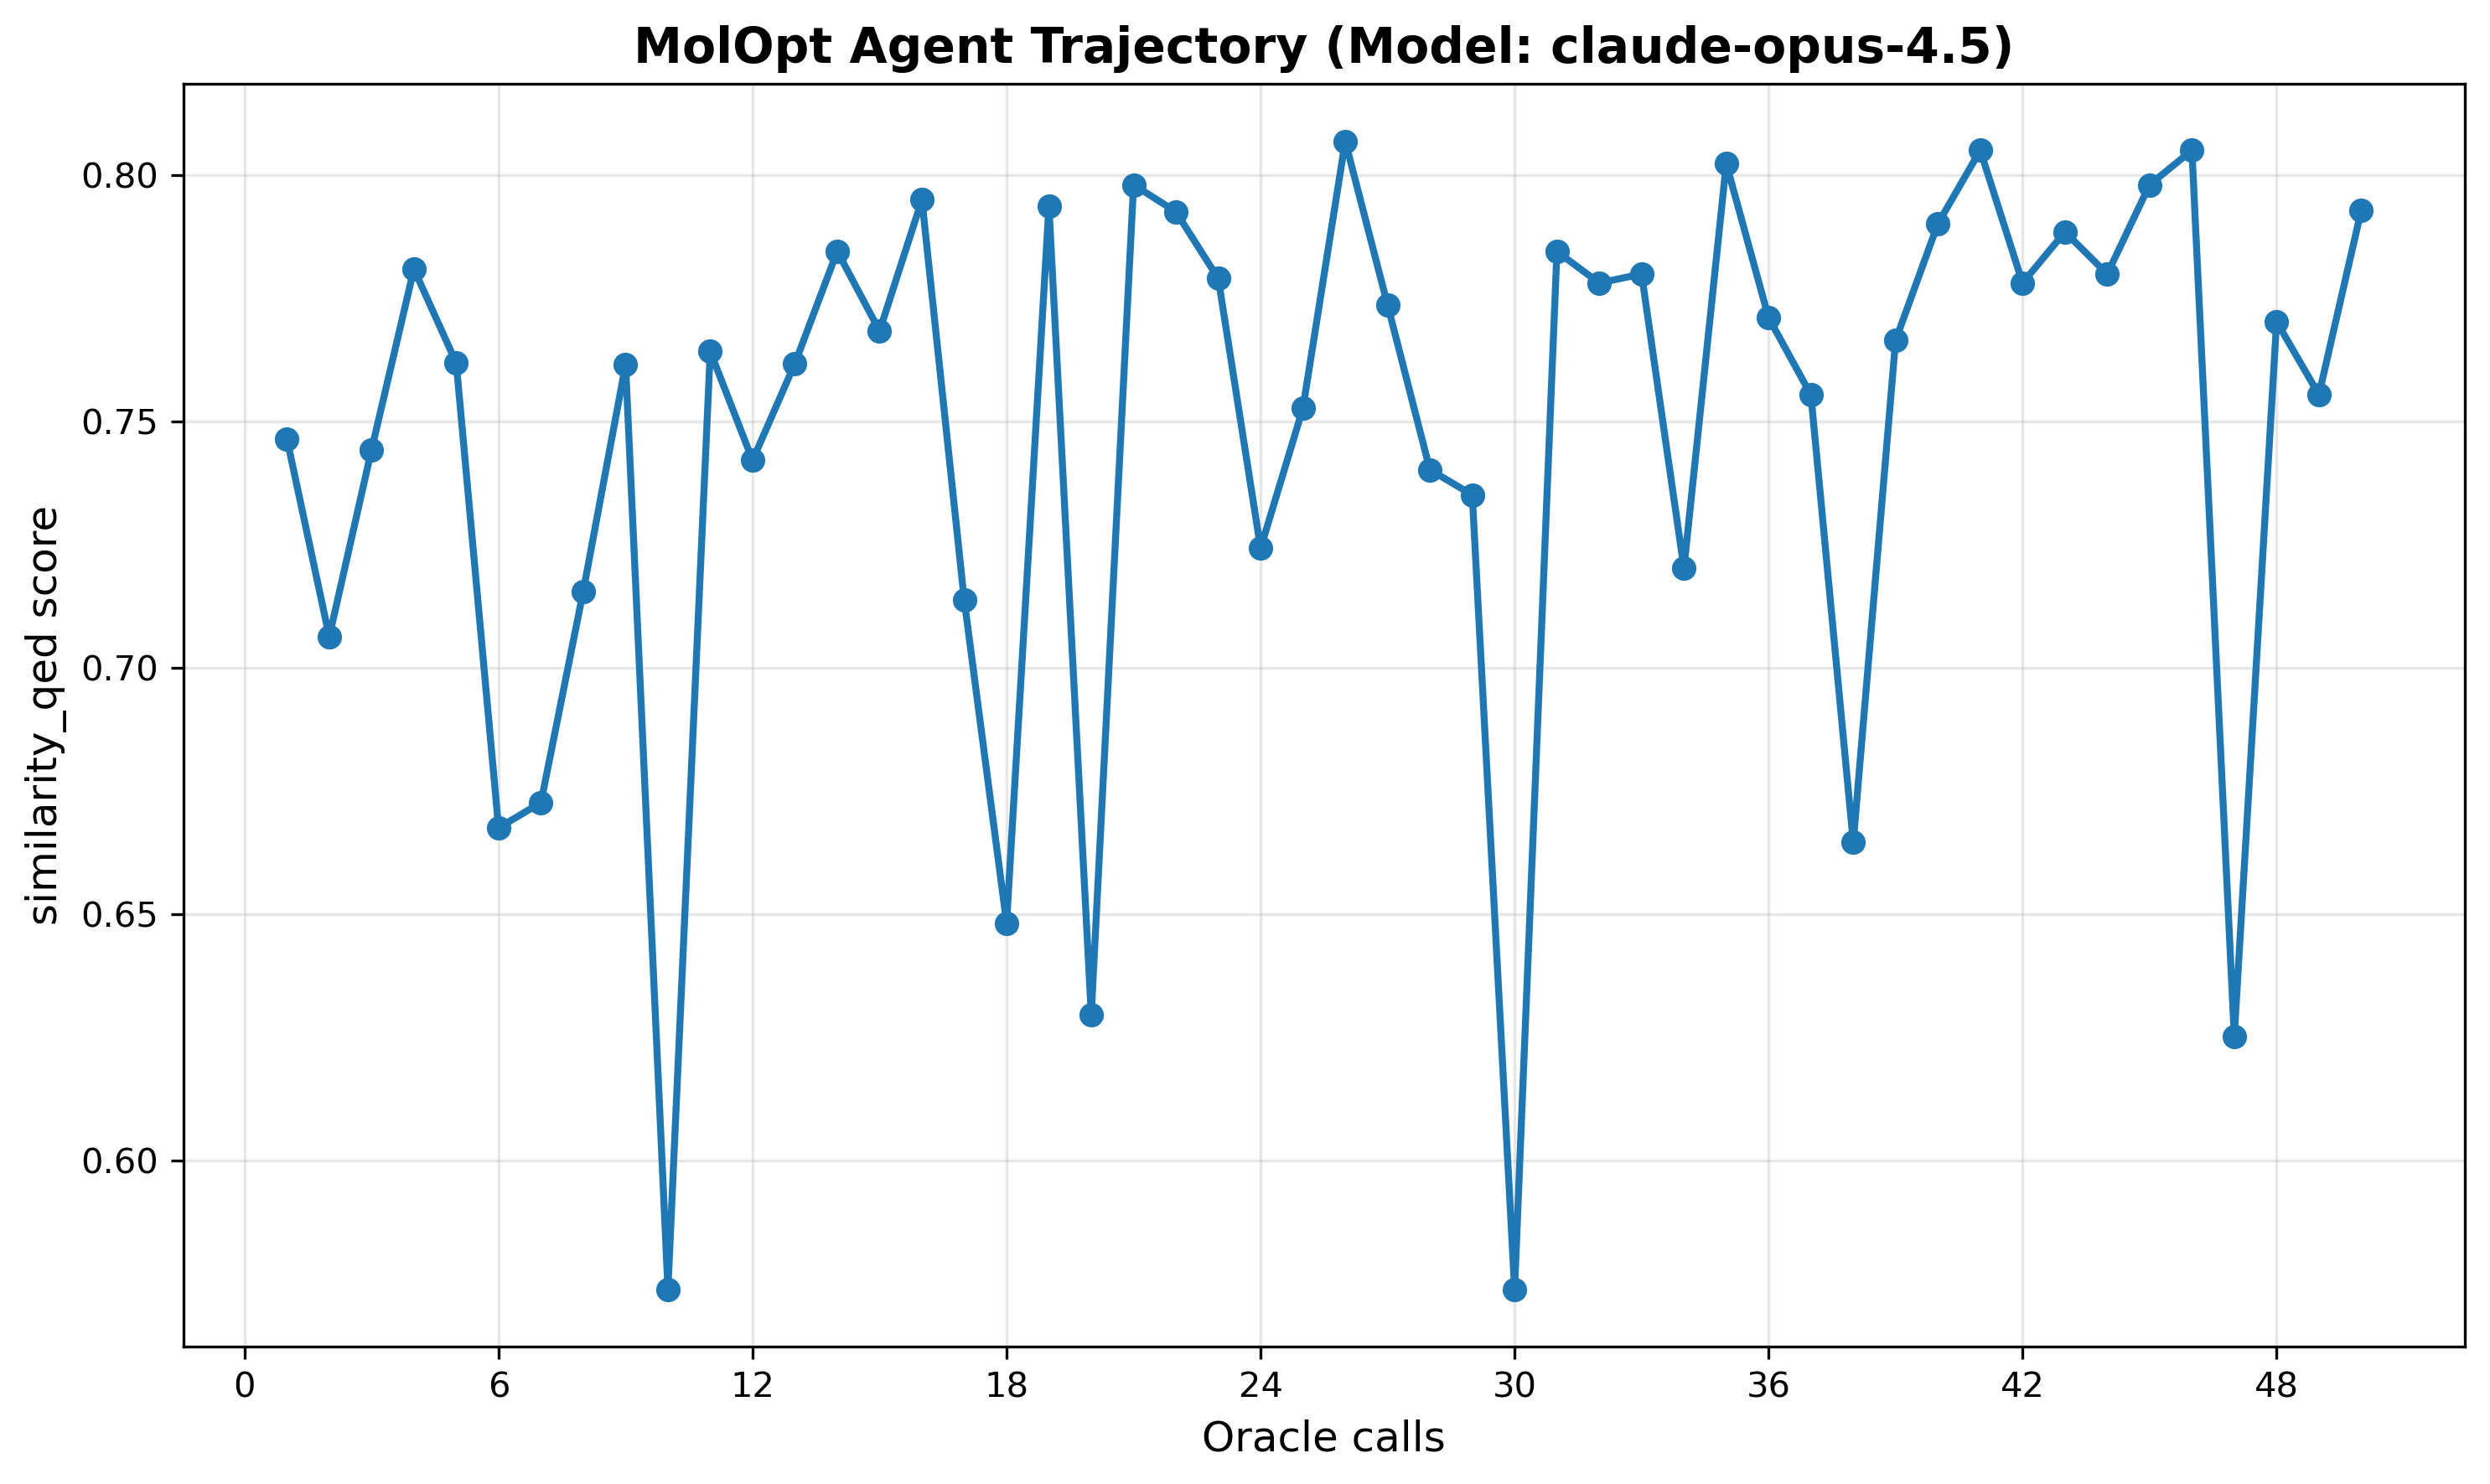 MolOpt Agent Trajectory (Model: claude-opus-4.5)
similarity_qed score
0.80
0.75
0.70
0.65
0.60
0 6 12 18 24 30 36 42 48
Oracle calls